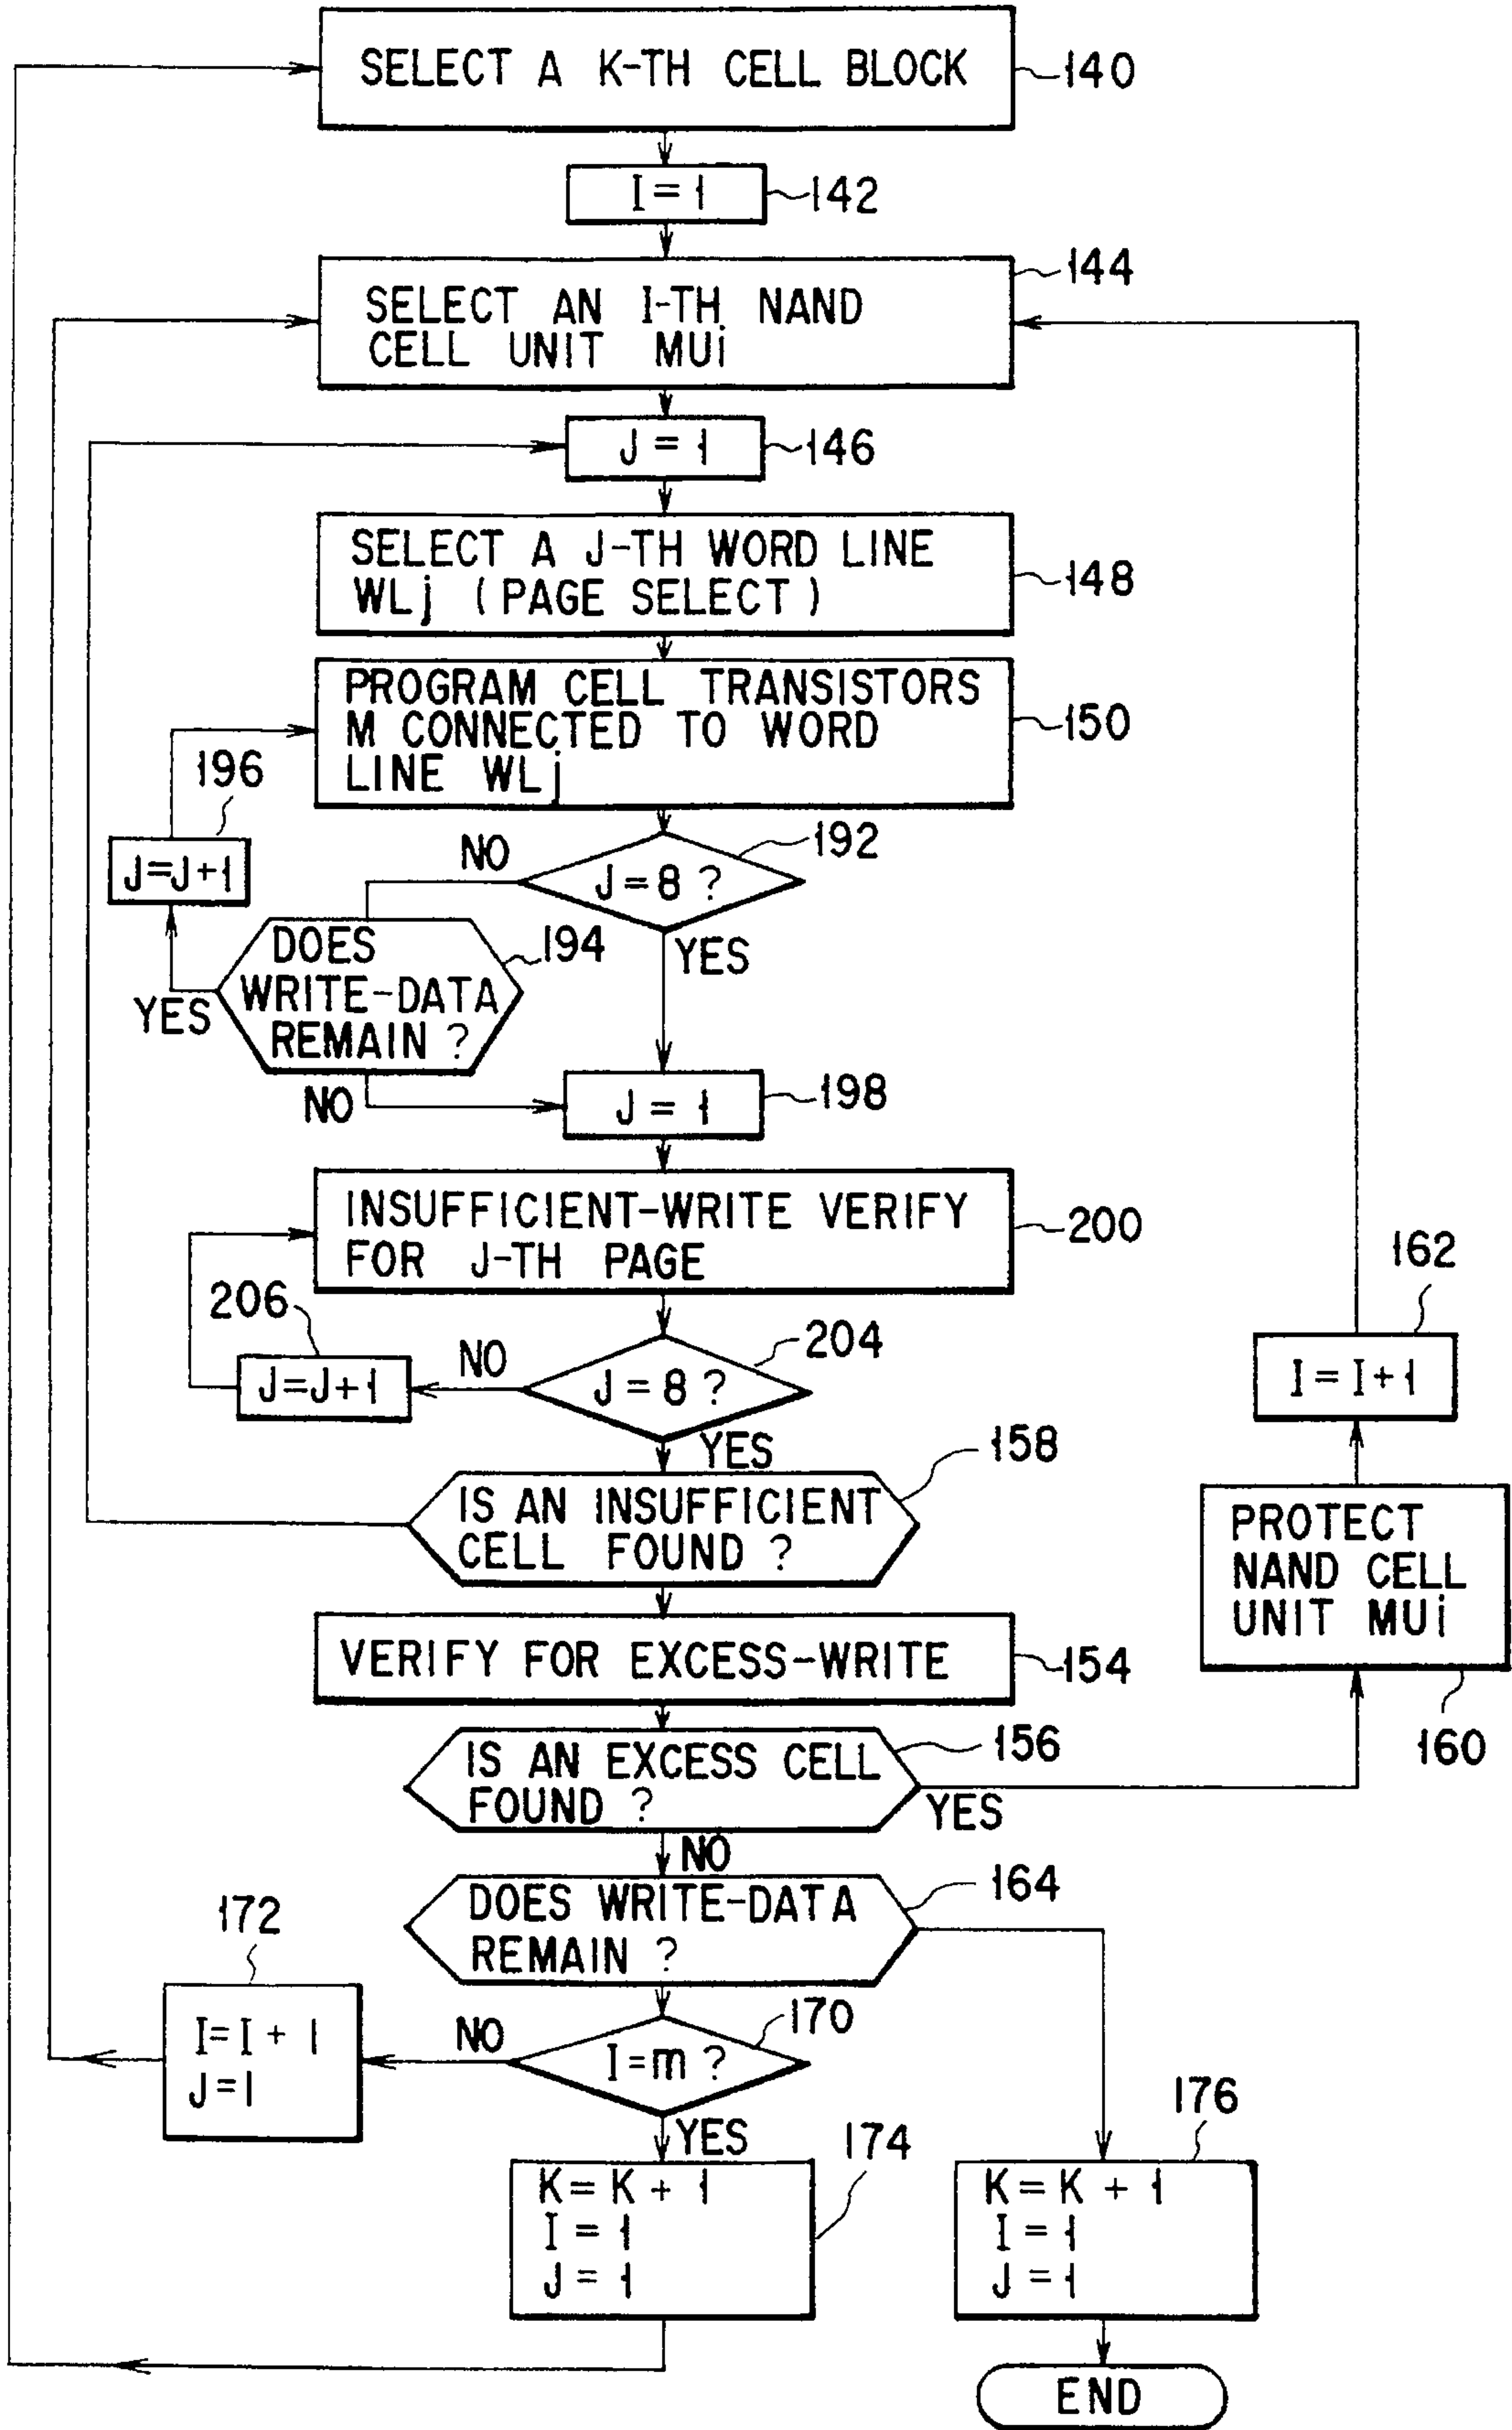 SELECT A K-TH CELL BLOCK
140
I = 1
142
144
SELECT AN I-TH NAND
CELL UNIT MUi
J = 1
146
SELECT A J-TH WORD LINE
WLj (PAGE SELECT)
148
PROGRAM CELL TRANSISTORS
M CONNECTED TO WORD
LINE WLj
150
196
J=J+1
NO
J=8 ?
192
YES
DOES
WRITE-DATA
REMAIN ?
194
YES
NO
J = 1
198
INSUFFICIENT-WRITE VERIFY
FOR J-TH PAGE
200
206
J=J+1
NO
J=8 ?
204
YES
162
I = I+1
158
IS AN INSUFFICIENT
CELL FOUND ?
PROTECT
NAND CELL
UNIT MUi
160
VERIFY FOR EXCESS-WRITE
154
156
IS AN EXCESS CELL
FOUND ?
YES
NO
164
DOES WRITE-DATA
REMAIN ?
172
I=I + 1
J=1
NO
I=m ?
170
YES
174
K=K + 1
I = 1
J = 1
176
K=K + 1
I = 1
J = 1
END